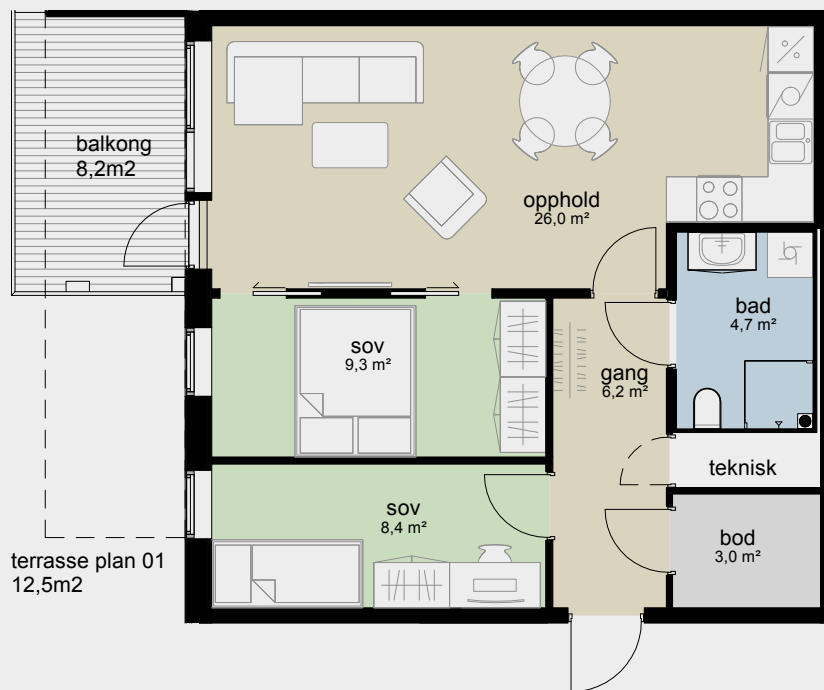 balkong
8,2m2
opphold
26,0 m²
bad
4,7 m²
sov
9,3 m²
gang
6,2 m²
teknisk
sov
8,4 m²
bod
3,0 m²
terrasse plan 01
12,5m2